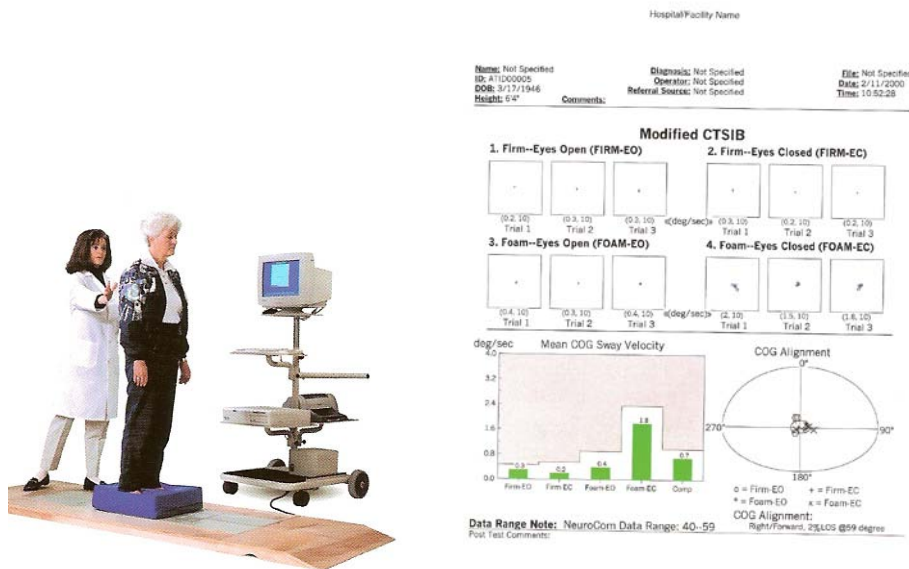 Hospital/Facility Name
Name: Not Specified
ID: ATID00005
DOB: 3/17/1946
Height: 6'4"
Comments:
Diagnosis: Not Specified
Operator: Not Specified
Referral Source: Not Specified
File: Not Specified
Date: 2/11/2000
Time: 10:52:28
Modified CTSIB
1. Firm--Eyes Open (FIRM-EO)
2. Firm--Eyes Closed (FIRM-EC)
(0.2, 10) (0.3, 10) (0.3, 10) «(deg/sec)» (0.3, 10) (0.2, 10) (0.2, 10)
Trial 1 Trial 2 Trial 3 Trial 1 Trial 2 Trial 3
3. Foam--Eyes Open (FOAM-EO)
4. Foam--Eyes Closed (FOAM-EC)
(0.4, 10) (0.3, 10) (0.4, 10) «(deg/sec)» (2, 10) (1.5, 10) (1.8, 10)
Trial 1 Trial 2 Trial 3 Trial 1 Trial 2 Trial 3
deg/sec
Mean COG Sway Velocity
4.0
3.2
2.4
1.6
0.8
0.0
0.3 0.2 0.4 1.8 0.7
Firm-EO Firm-EC Foam-EO Foam-EC Comp
COG Alignment
0°
270° 90°
180°
o = Firm-EO + = Firm-EC
* = Foam-EO x = Foam-EC
COG Alignment:
Right/Forward, 2%LOS @59 degree
Data Range Note: NeuroCom Data Range: 40--59
Post Test Comments: